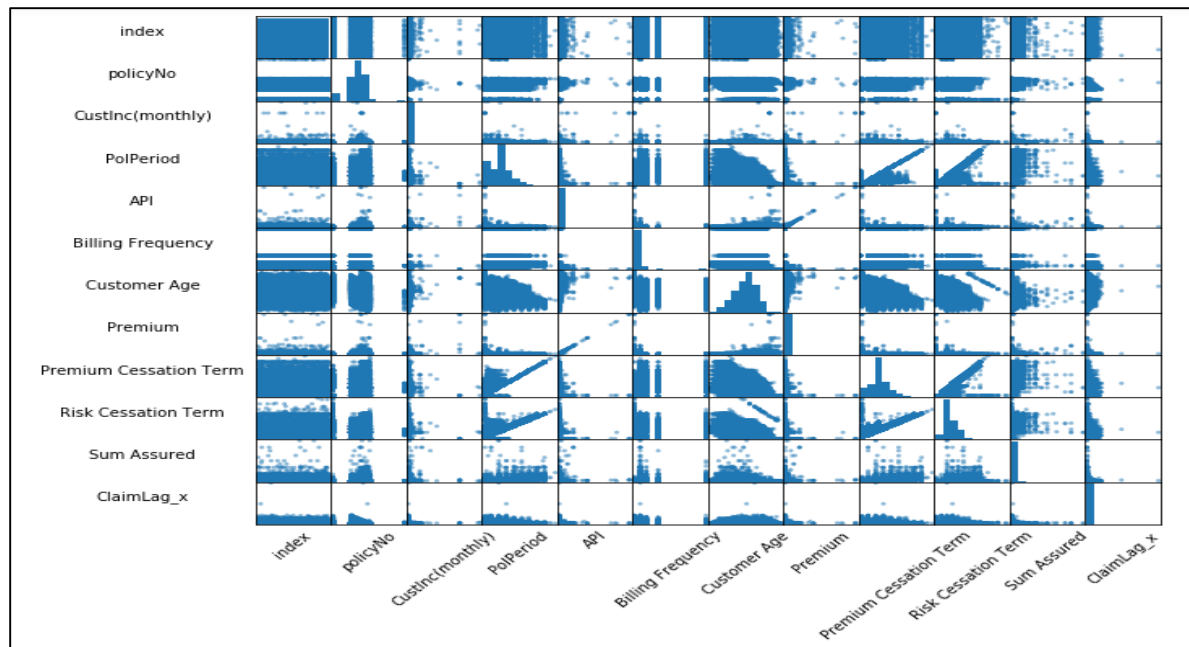 index
policyNo
CustInc(monthly)
PolPeriod
API
Billing Frequency
Customer Age
Premium
Premium Cessation Term
Risk Cessation Term
Sum Assured
ClaimLag_x
index
policyNo
CustInc(monthly)
PolPeriod
API
Billing Frequency
Customer Age
Premium
Premium Cessation Term
Risk Cessation Term
Sum Assured
ClaimLag_x